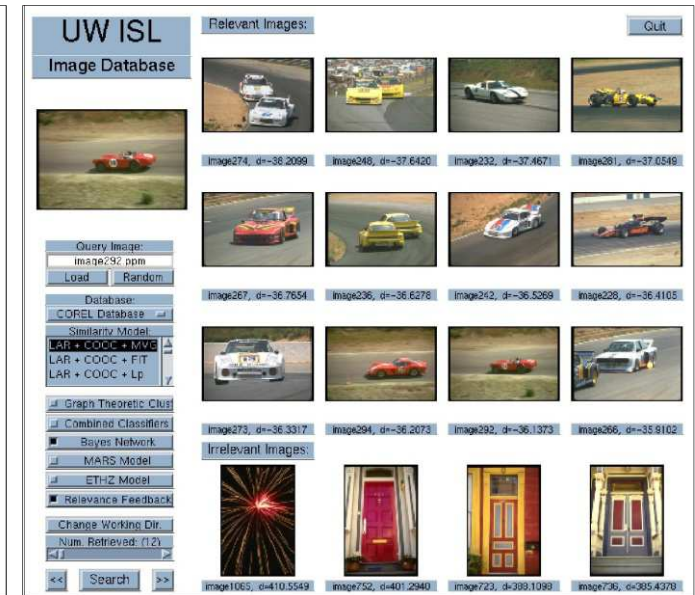 UW ISL
Image Database
Query Image:
image292.ppm
Load Random
Database:
COREL Database
Similarity Model:
LAR + COOC + MVG
LAR + COOC + FIT
LAR + COOC + Lp
Graph Theoretic Clust
Combined Classifiers
Bayes Network
MARS Model
ETHZ Model
Relevance Feedback
Change Working Dir.
Num. Retrieved: (12)
<< Search >>
Relevant Images:
Quit
image274, d=-38.2099 image248, d=-37.6420 image232, d=-37.4671 image281, d=-37.0549
image267, d=-36.7654 image236, d=-36.6278 image242, d=-36.5269 image228, d=-36.4105
image273, d=-36.3317 image294, d=-36.2073 image292, d=-36.1373 image266, d=-35.9102
Irrelevant Images:
image1065, d=410.5549 image752, d=401.2940 image723, d=388.1098 image736, d=385.4378